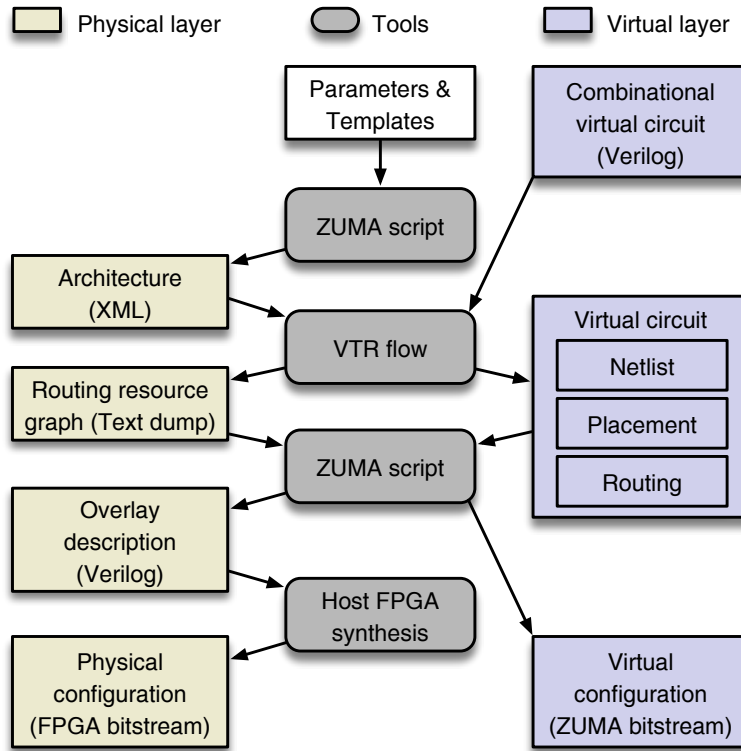 Physical layer
Tools
Virtual layer
Parameters &
Templates
Combinational
virtual circuit
(Verilog)
ZUMA script
Architecture
(XML)
VTR flow
Virtual circuit
Netlist
Placement
Routing
Routing resource
graph (Text dump)
ZUMA script
Overlay
description
(Verilog)
Host FPGA
synthesis
Physical
configuration
(FPGA bitstream)
Virtual
configuration
(ZUMA bitstream)